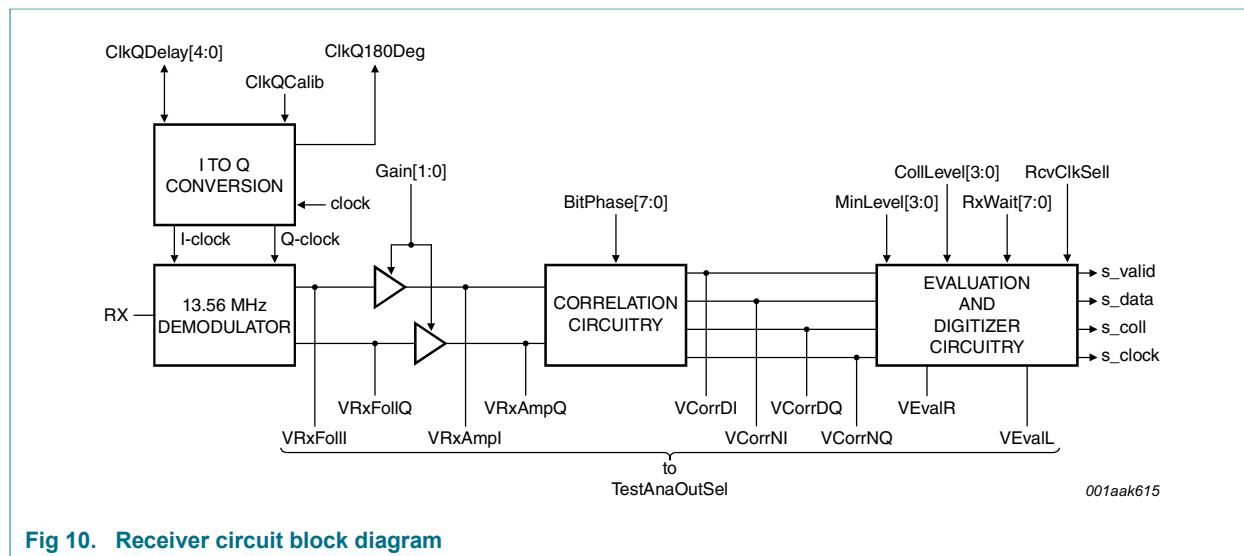 ClkQDelay[4:0]
ClkQ180Deg
ClkQCalib
I TO Q
CONVERSION
clock
I-clock
Q-clock
Gain[1:0]
BitPhase[7:0]
CollLevel[3:0]
RcvClkSelI
MinLevel[3:0]
RxWait[7:0]
RX
13.56 MHz
DEMODULATOR
CORRELATION
CIRCUITRY
EVALUATION
AND
DIGITIZER
CIRCUITRY
s_valid
s_data
s_coll
s_clock
VRxFollQ
VRxAmpQ
VCorrDI
VCorrDQ
VEvalR
VRxFollI
VRxAmpI
VCorrNI
VCorrNQ
VEvalL
to
TestAnaOutSel
001aak615
Fig 10. Receiver circuit block diagram